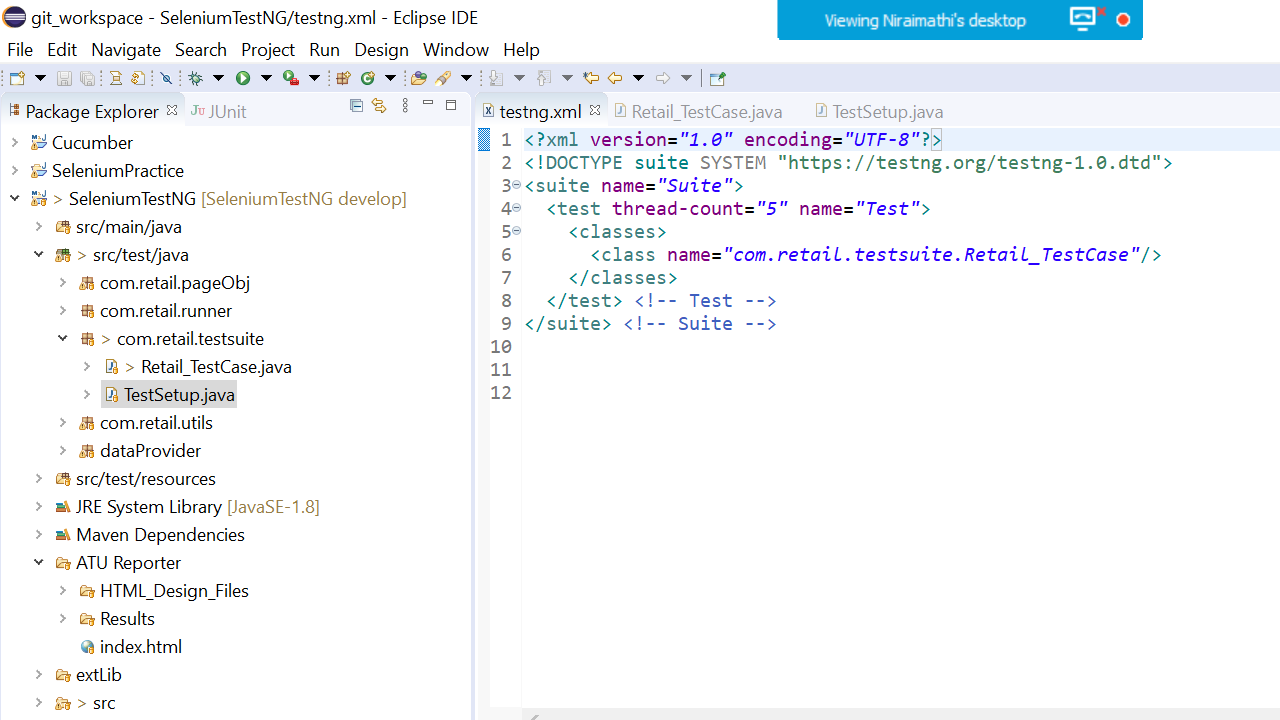 git_workspace - SeleniumTestNG/testng.xml - Eclipse IDE
Viewing Niraimathi's desktop
File Edit Navigate Search Project Run Design Window Help
Package Explorer
JUnit
Cucumber
SeleniumPractice
> SeleniumTestNG [SeleniumTestNG develop]
src/main/java
> src/test/java
com.retail.pageObj
com.retail.runner
> com.retail.testsuite
> Retail_TestCase.java
TestSetup.java
com.retail.utils
dataProvider
src/test/resources
JRE System Library [JavaSE-1.8]
Maven Dependencies
ATU Reporter
HTML_Design_Files
Results
index.html
extLib
> src
testng.xml Retail_TestCase.java TestSetup.java
1 <?xml version="1.0" encoding="UTF-8"?>
2 <!DOCTYPE suite SYSTEM "https://testng.org/testng-1.0.dtd">
3 <suite name="Suite">
4 <test thread-count="5" name="Test">
5 <classes>
6 <class name="com.retail.testsuite.Retail_TestCase"/>
7 </classes>
8 </test> <!-- Test -->
9 </suite> <!-- Suite -->
10
11
12